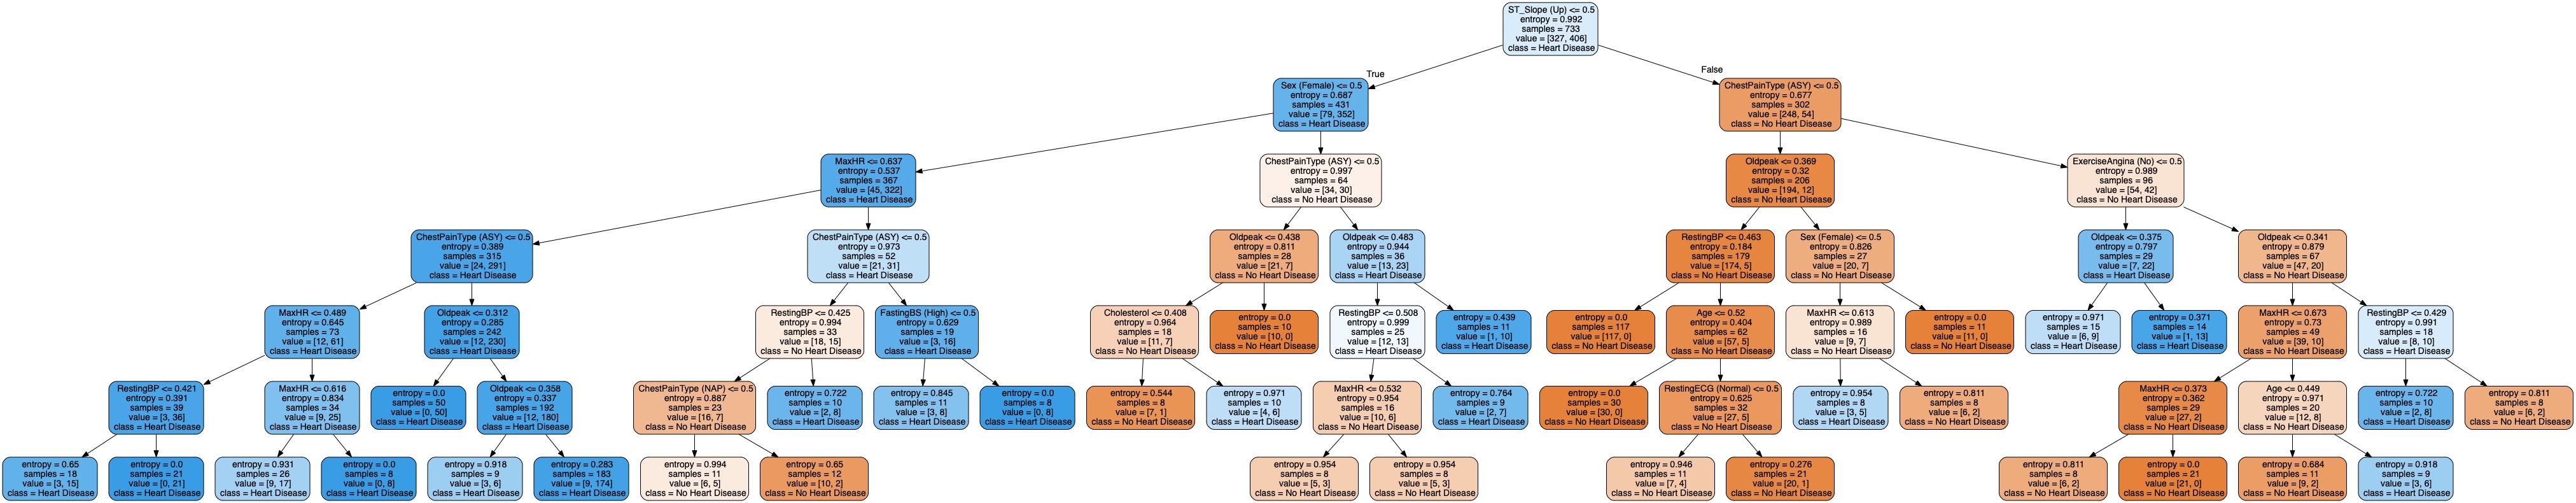 ST_Slope (Up) <= 0.5
entropy = 0.992
samples = 733
value = [327, 406]
class = Heart Disease
True
False
Sex (Female) <= 0.5
entropy = 0.687
samples = 431
value = [79, 352]
class = Heart Disease
ChestPainType (ASY) <= 0.5
entropy = 0.677
samples = 302
value = [248, 54]
class = No Heart Disease
MaxHR <= 0.637
entropy = 0.537
samples = 367
value = [45, 322]
class = Heart Disease
ChestPainType (ASY) <= 0.5
entropy = 0.997
samples = 64
value = [34, 30]
class = No Heart Disease
Oldpeak <= 0.369
entropy = 0.32
samples = 206
value = [194, 12]
class = No Heart Disease
ExerciseAngina (No) <= 0.5
entropy = 0.989
samples = 96
value = [54, 42]
class = No Heart Disease
ChestPainType (ASY) <= 0.5
entropy = 0.389
samples = 315
value = [24, 291]
class = Heart Disease
ChestPainType (ASY) <= 0.5
entropy = 0.973
samples = 52
value = [21, 31]
class = Heart Disease
Oldpeak <= 0.438
entropy = 0.811
samples = 28
value = [21, 7]
class = No Heart Disease
Oldpeak <= 0.483
entropy = 0.944
samples = 36
value = [13, 23]
class = Heart Disease
RestingBP <= 0.463
entropy = 0.184
samples = 179
value = [174, 5]
class = No Heart Disease
Sex (Female) <= 0.5
entropy = 0.826
samples = 27
value = [20, 7]
class = No Heart Disease
Oldpeak <= 0.375
entropy = 0.797
samples = 29
value = [7, 22]
class = Heart Disease
Oldpeak <= 0.341
entropy = 0.879
samples = 67
value = [47, 20]
class = No Heart Disease
MaxHR <= 0.489
entropy = 0.645
samples = 73
value = [12, 61]
class = Heart Disease
Oldpeak <= 0.312
entropy = 0.285
samples = 242
value = [12, 230]
class = Heart Disease
RestingBP <= 0.425
entropy = 0.994
samples = 33
value = [18, 15]
class = No Heart Disease
FastingBS (High) <= 0.5
entropy = 0.629
samples = 19
value = [3, 16]
class = Heart Disease
Cholesterol <= 0.408
entropy = 0.964
samples = 18
value = [11, 7]
class = No Heart Disease
entropy = 0.0
samples = 10
value = [10, 0]
class = No Heart Disease
RestingBP <= 0.508
entropy = 0.999
samples = 25
value = [12, 13]
class = Heart Disease
entropy = 0.439
samples = 11
value = [1, 10]
class = Heart Disease
entropy = 0.0
samples = 117
value = [117, 0]
class = No Heart Disease
Age <= 0.52
entropy = 0.404
samples = 62
value = [57, 5]
class = No Heart Disease
MaxHR <= 0.613
entropy = 0.989
samples = 16
value = [9, 7]
class = No Heart Disease
entropy = 0.0
samples = 11
value = [11, 0]
class = No Heart Disease
entropy = 0.971
samples = 15
value = [6, 9]
class = Heart Disease
entropy = 0.371
samples = 14
value = [1, 13]
class = Heart Disease
MaxHR <= 0.673
entropy = 0.73
samples = 49
value = [39, 10]
class = No Heart Disease
RestingBP <= 0.429
entropy = 0.991
samples = 18
value = [8, 10]
class = Heart Disease
RestingBP <= 0.421
entropy = 0.391
samples = 39
value = [3, 36]
class = Heart Disease
MaxHR <= 0.616
entropy = 0.834
samples = 34
value = [9, 25]
class = Heart Disease
entropy = 0.0
samples = 50
value = [0, 50]
class = Heart Disease
Oldpeak <= 0.358
entropy = 0.337
samples = 192
value = [12, 180]
class = Heart Disease
ChestPainType (NAP) <= 0.5
entropy = 0.887
samples = 23
value = [16, 7]
class = No Heart Disease
entropy = 0.722
samples = 10
value = [2, 8]
class = Heart Disease
entropy = 0.845
samples = 11
value = [3, 8]
class = Heart Disease
entropy = 0.0
samples = 8
value = [0, 8]
class = Heart Disease
entropy = 0.544
samples = 8
value = [7, 1]
class = No Heart Disease
entropy = 0.971
samples = 10
value = [4, 6]
class = Heart Disease
MaxHR <= 0.532
entropy = 0.954
samples = 16
value = [10, 6]
class = No Heart Disease
entropy = 0.764
samples = 9
value = [2, 7]
class = Heart Disease
entropy = 0.0
samples = 30
value = [30, 0]
class = No Heart Disease
RestingECG (Normal) <= 0.5
entropy = 0.625
samples = 32
value = [27, 5]
class = No Heart Disease
entropy = 0.954
samples = 8
value = [3, 5]
class = Heart Disease
entropy = 0.811
samples = 8
value = [6, 2]
class = No Heart Disease
MaxHR <= 0.373
entropy = 0.362
samples = 29
value = [27, 2]
class = No Heart Disease
Age <= 0.449
entropy = 0.971
samples = 20
value = [12, 8]
class = No Heart Disease
entropy = 0.722
samples = 10
value = [2, 8]
class = Heart Disease
entropy = 0.811
samples = 8
value = [6, 2]
class = No Heart Disease
entropy = 0.65
samples = 18
value = [3, 15]
class = Heart Disease
entropy = 0.0
samples = 21
value = [0, 21]
class = Heart Disease
entropy = 0.931
samples = 26
value = [9, 17]
class = Heart Disease
entropy = 0.0
samples = 8
value = [0, 8]
class = Heart Disease
entropy = 0.918
samples = 9
value = [3, 6]
class = Heart Disease
entropy = 0.283
samples = 183
value = [9, 174]
class = Heart Disease
entropy = 0.994
samples = 11
value = [6, 5]
class = No Heart Disease
entropy = 0.65
samples = 12
value = [10, 2]
class = No Heart Disease
entropy = 0.954
samples = 8
value = [5, 3]
class = No Heart Disease
entropy = 0.954
samples = 8
value = [5, 3]
class = No Heart Disease
entropy = 0.946
samples = 11
value = [7, 4]
class = No Heart Disease
entropy = 0.276
samples = 21
value = [20, 1]
class = No Heart Disease
entropy = 0.811
samples = 8
value = [6, 2]
class = No Heart Disease
entropy = 0.0
samples = 21
value = [21, 0]
class = No Heart Disease
entropy = 0.684
samples = 11
value = [9, 2]
class = No Heart Disease
entropy = 0.918
samples = 9
value = [3, 6]
class = Heart Disease